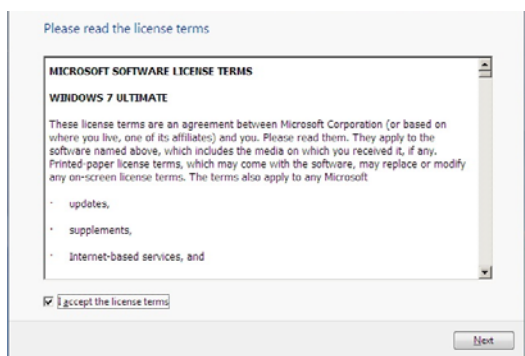 Please read the license terms
MICROSOFT SOFTWARE LICENSE TERMS
WINDOWS 7 ULTIMATE
These license terms are an agreement between Microsoft Corporation (or based on
where you live, one of its affiliates) and you. Please read them. They apply to the
software named above, which includes the media on which you received it, if any.
Printed-paper license terms, which may come with the software, may replace or modify
any on-screen license terms. The terms also apply to any Microsoft
· updates,
· supplements,
· Internet-based services, and
I accept the license terms
Next